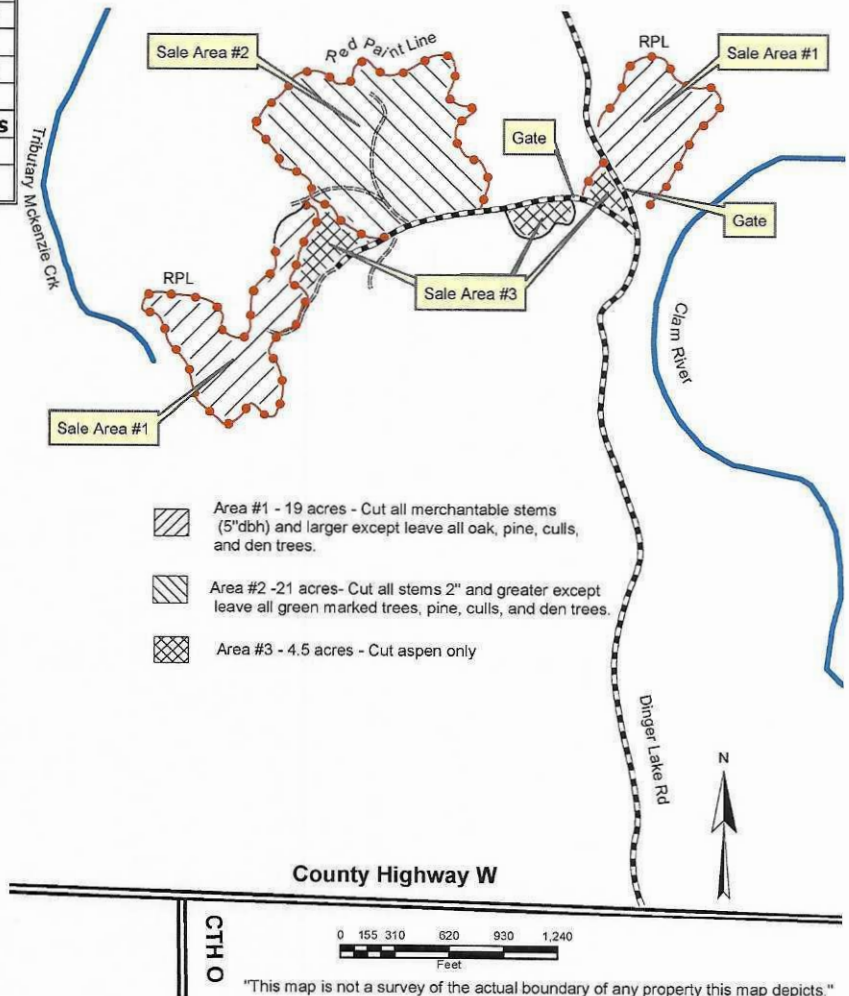 s
Sale Area #2
Red Paint Line
RPL
Sale Area #1
Gate
Gate
Tributary Mckenzie Crk
RPL
Sale Area #3
Clam River
Sale Area #1
Area #1 - 19 acres - Cut all merchantable stems
(5"dbh) and larger except leave all oak, pine, culls,
and den trees.
Area #2 -21 acres- Cut all stems 2" and greater except
leave all green marked trees, pine, culls, and den trees.
Area #3 - 4.5 acres - Cut aspen only
Dinger Lake Rd
N
County Highway W
CTH O
0 155 310 620 930 1,240
Feet
"This map is not a survey of the actual boundary of any property this map depicts."